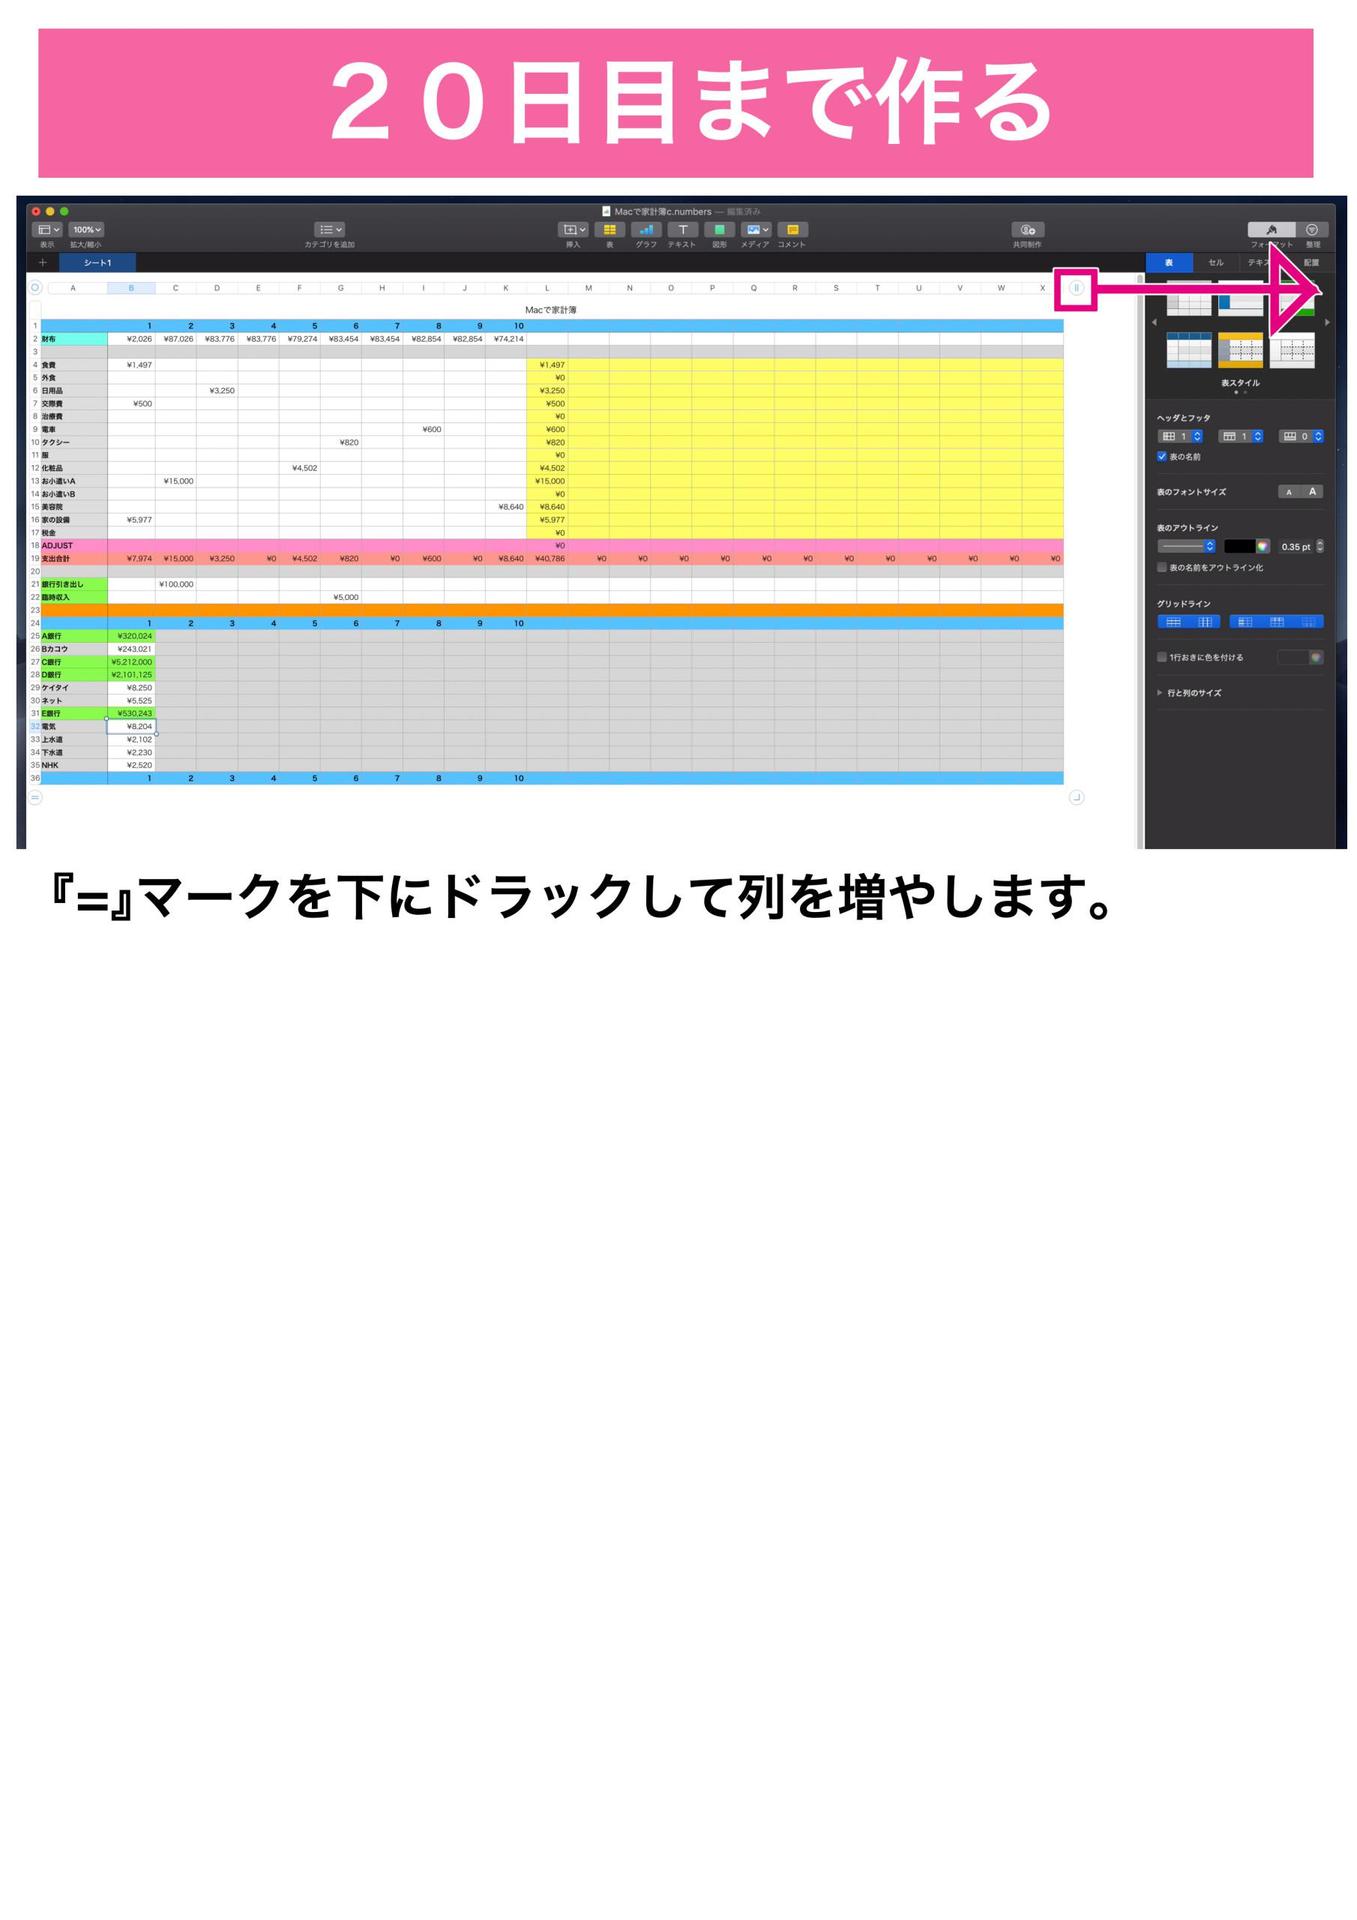 ２０日目まで作る
Macで家計簿c.numbers — 編集済み
100%
表示 拡大/縮小 カテゴリを追加 挿入 表 グラフ テキスト 図形 メディア コメント 共同制作 フォーマット 整理
+ シート1 表 セル テキス 配置
A B C D E F G H I J K L M N O P Q R S T U V W X
Macで家計簿
1 1 2 3 4 5 6 7 8 9 10
2 財布 ¥2,026 ¥87,026 ¥83,776 ¥83,776 ¥79,274 ¥83,454 ¥83,454 ¥82,854 ¥82,854 ¥74,214
3
4 食費 ¥1,497 ¥1,497
5 外食 ¥0
6 日用品 ¥3,250 ¥3,250
7 交際費 ¥500 ¥500
8 治療費 ¥0
9 電車 ¥600 ¥600
10 タクシー ¥820 ¥820
11 服 ¥0
12 化粧品 ¥4,502 ¥4,502
13 お小遣いA ¥15,000 ¥15,000
14 お小遣いB ¥0
15 美容院 ¥8,640 ¥8,640
16 家の設備 ¥5,977 ¥5,977
17 税金 ¥0
18 ADJUST ¥0
19 支出合計 ¥7,974 ¥15,000 ¥3,250 ¥0 ¥4,502 ¥820 ¥0 ¥600 ¥0 ¥8,640 ¥40,786 ¥0 ¥0 ¥0 ¥0 ¥0 ¥0 ¥0 ¥0 ¥0 ¥0 ¥0 ¥0
20
21 銀行引き出し ¥100,000
22 臨時収入 ¥5,000
23
24 1 2 3 4 5 6 7 8 9 10
25 A銀行 ¥320,024
26 Bカコウ ¥243,021
27 C銀行 ¥5,212,000
28 D銀行 ¥2,101,125
29 ケイタイ ¥8,250
30 ネット ¥5,525
31 E銀行 ¥530,243
32 電気 ¥8,204
33 上水道 ¥2,102
34 下水道 ¥2,230
35 NHK ¥2,520
36 1 2 3 4 5 6 7 8 9 10
表スタイル
ヘッダとフッタ
1 1 0
表の名前
表のフォントサイズ A A
表のアウトライン
0.35 pt
表の名前をアウトライン化
グリッドライン
1行おきに色を付ける
行と列のサイズ
『=』マークを下にドラックして列を増やします。